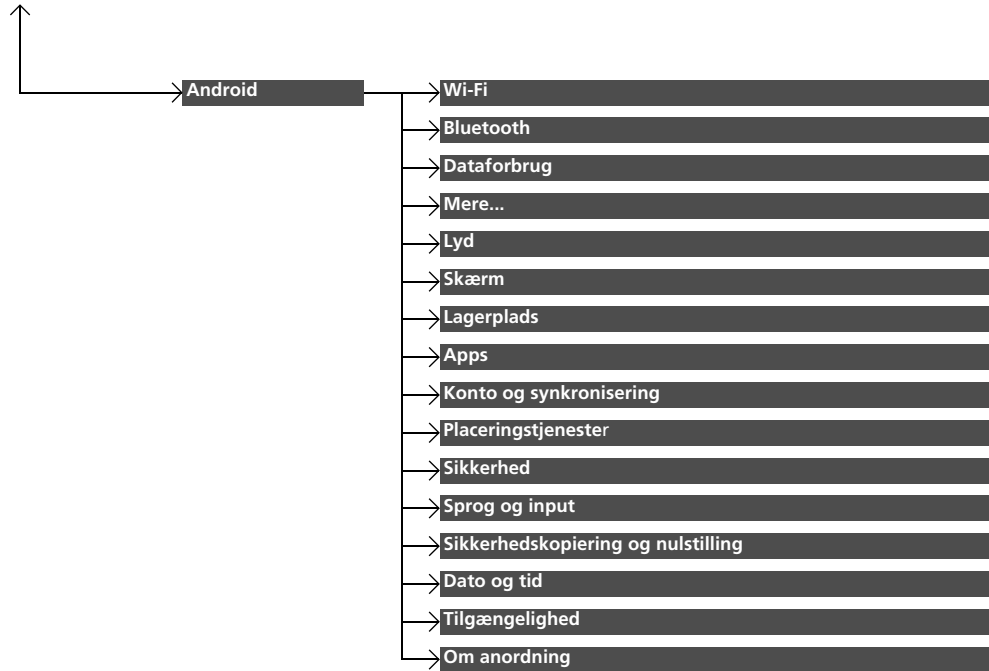 Android
Wi-Fi
Bluetooth
Dataforbrug
Mere...
Lyd
Skærm
Lagerplads
Apps
Konto og synkronisering
Placeringstjenester
Sikkerhed
Sprog og input
Sikkerhedskopiering og nulstilling
Dato og tid
Tilgængelighed
Om anordning